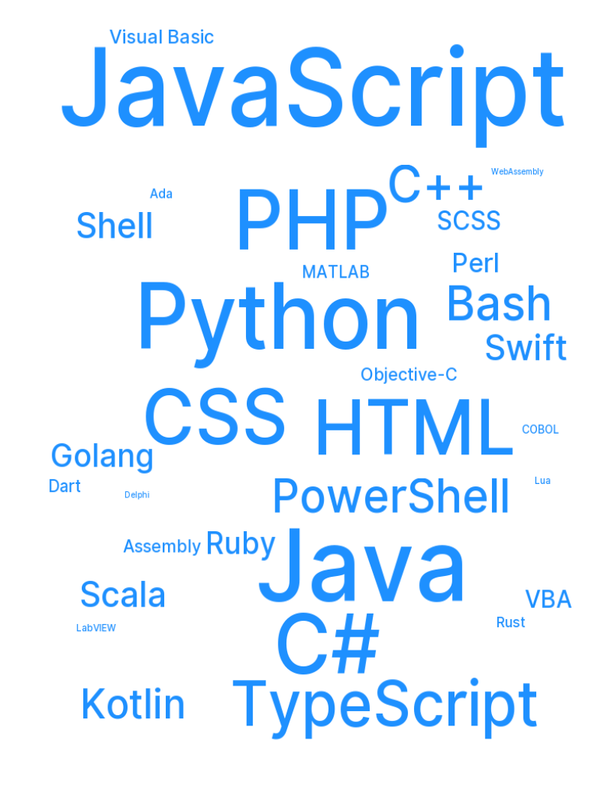 Visual Basic
JavaScript
WebAssembly
C++
Ada
PHP
SCSS
Shell
Perl
MATLAB
Bash
Python
Swift
Objective-C
CSS
HTML
COBOL
Golang
Lua
Dart
Delphi
PowerShell
Assembly
Ruby
Java
Scala
VBA
Rust
LabVIEW
C#
Kotlin
TypeScript